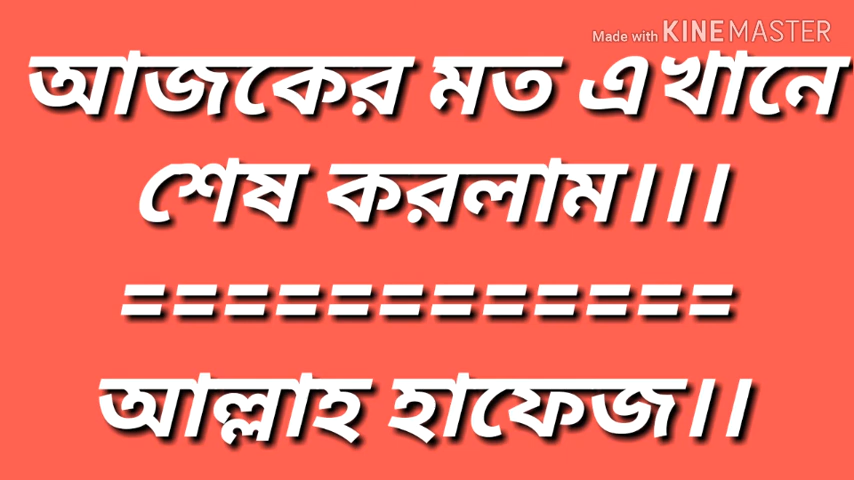 Made with KINEMASTER
আজকের মত এখানে
শেষ করলাম।।।
============
আল্লাহ হাফেজ।।